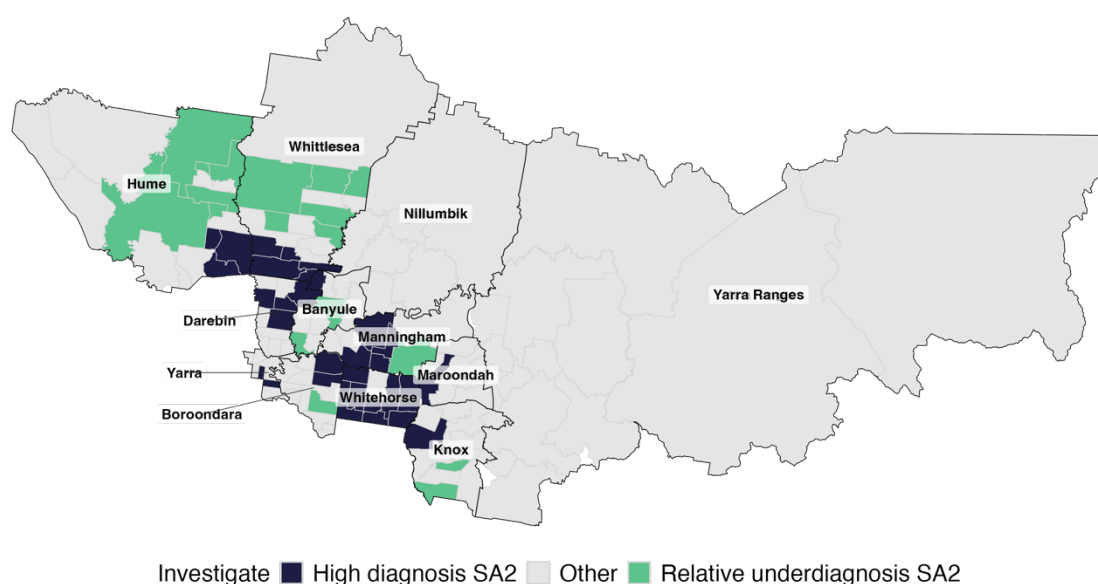 Whittlesea
Hume
Nillumbik
Yarra Ranges
Banyule
Darebin
Manningham
Yarra
Maroondah
Whitehorse
Boroondara
Knox
Investigate High diagnosis SA2 Other Relative underdiagnosis SA2